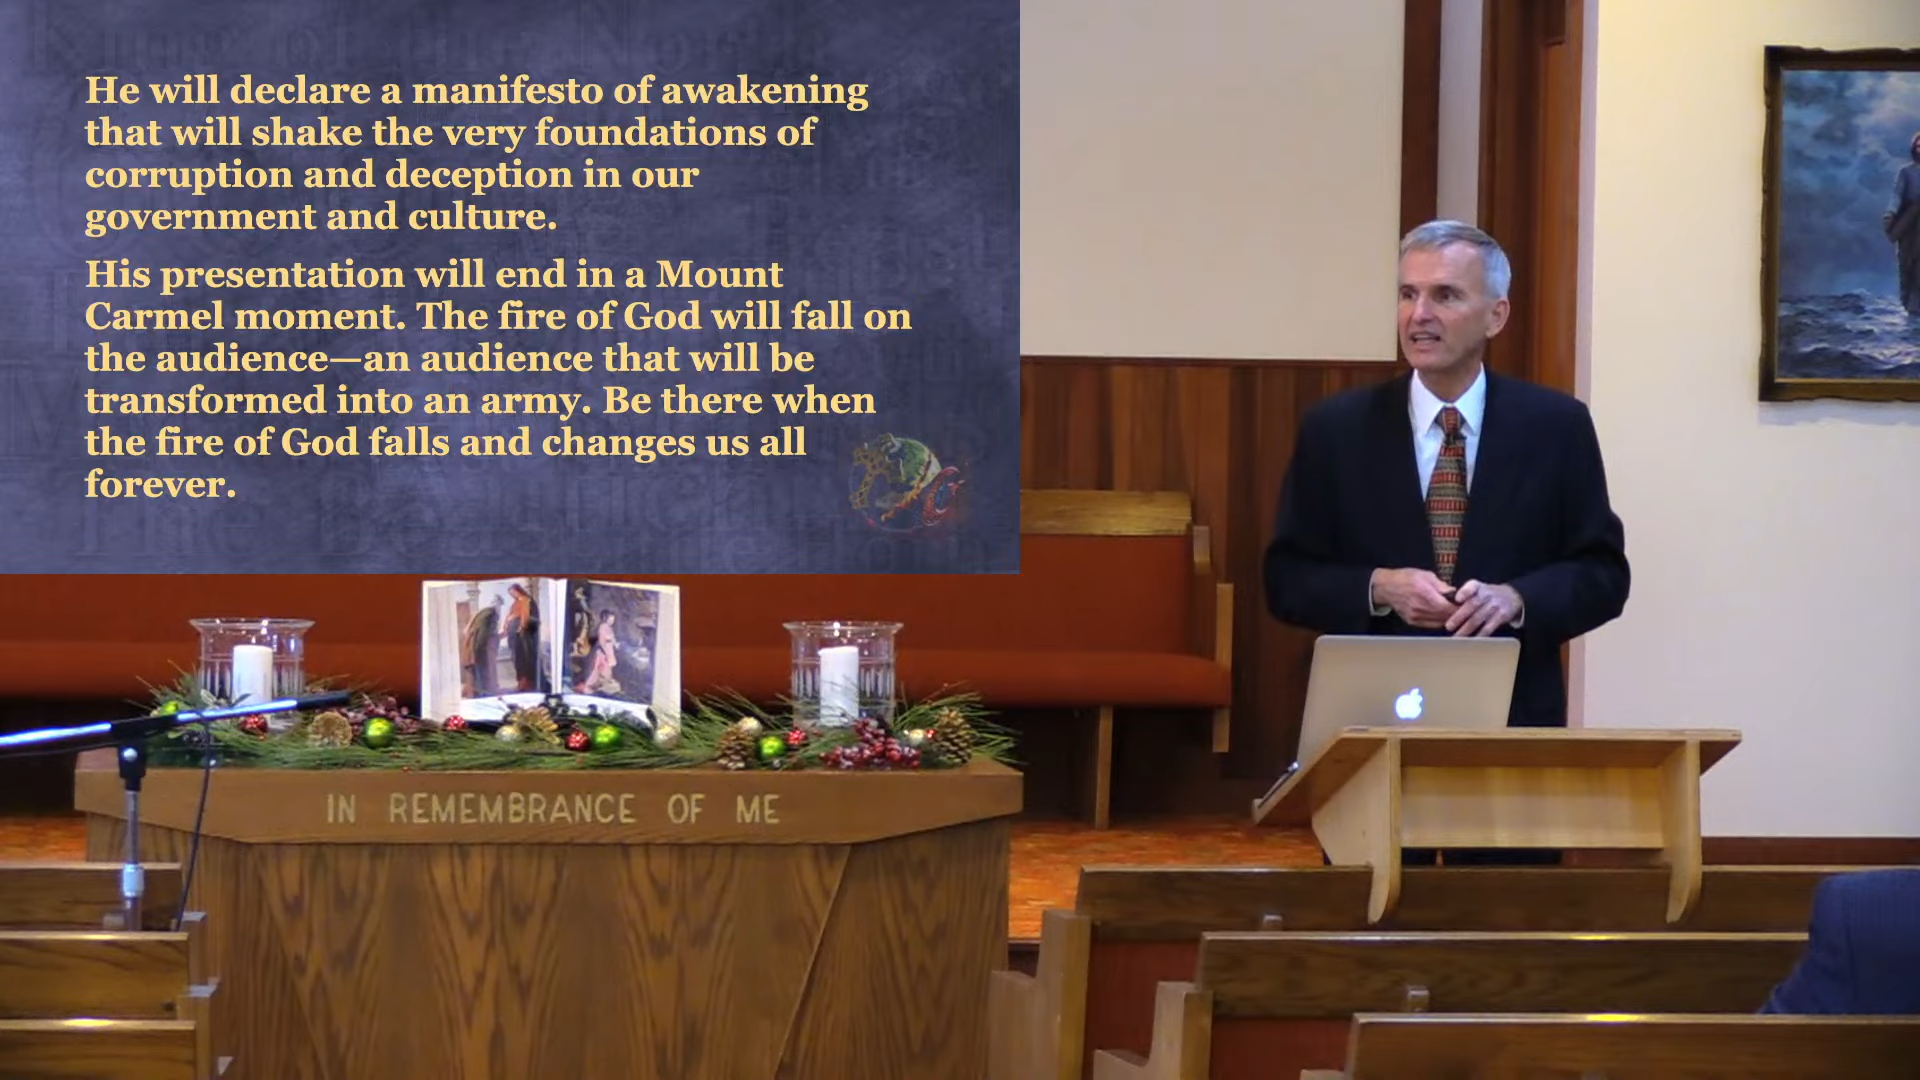 He will declare a manifesto of awakening
that will shake the very foundations of
corruption and deception in our
government and culture.
His presentation will end in a Mount
Carmel moment. The fire of God will fall on
the audience—an audience that will be
transformed into an army. Be there when
the fire of God falls and changes us all
forever.
IN REMEMBRANCE OF ME